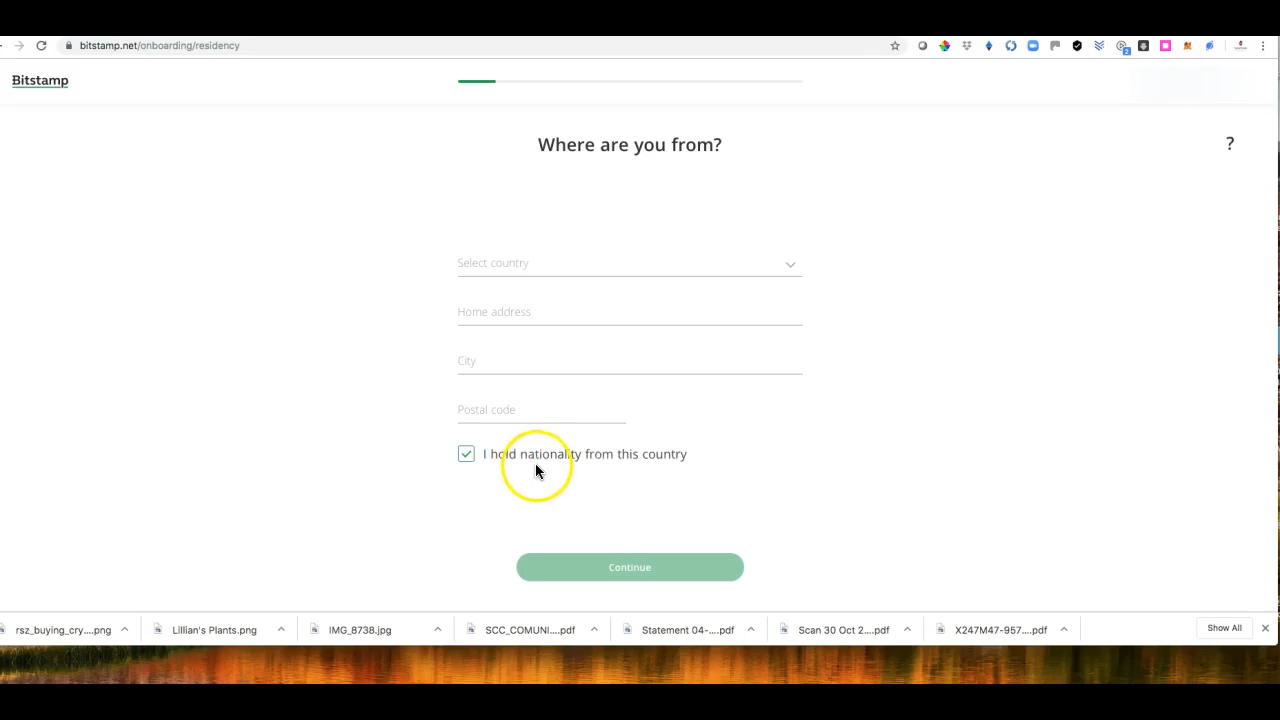 bitstamp.net/onboarding/residency
2
Bitstamp
Where are you from?
?
Select country
Home address
City
Postal code
I hold nationality from this country
Continue
rsz_buying_cry....png
Lillian's Plants.png
IMG_8738.jpg
SCC_COMUNI....pdf
Statement 04-....pdf
Scan 30 Oct 2....pdf
X247M47-957....pdf
Show All